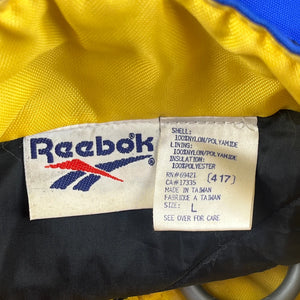 Reebok
SHELL:
100%NYLON/POLYAMIDE
LINING:
100%NYLON/POLYAMIDE
INSULATION:
100%POLYESTER
RN#69421 (417)
CA#17335
MADE IN TAIWAN
FABRIQUE A TAIWAN
SIZE: L
SEE OVER FOR CARE